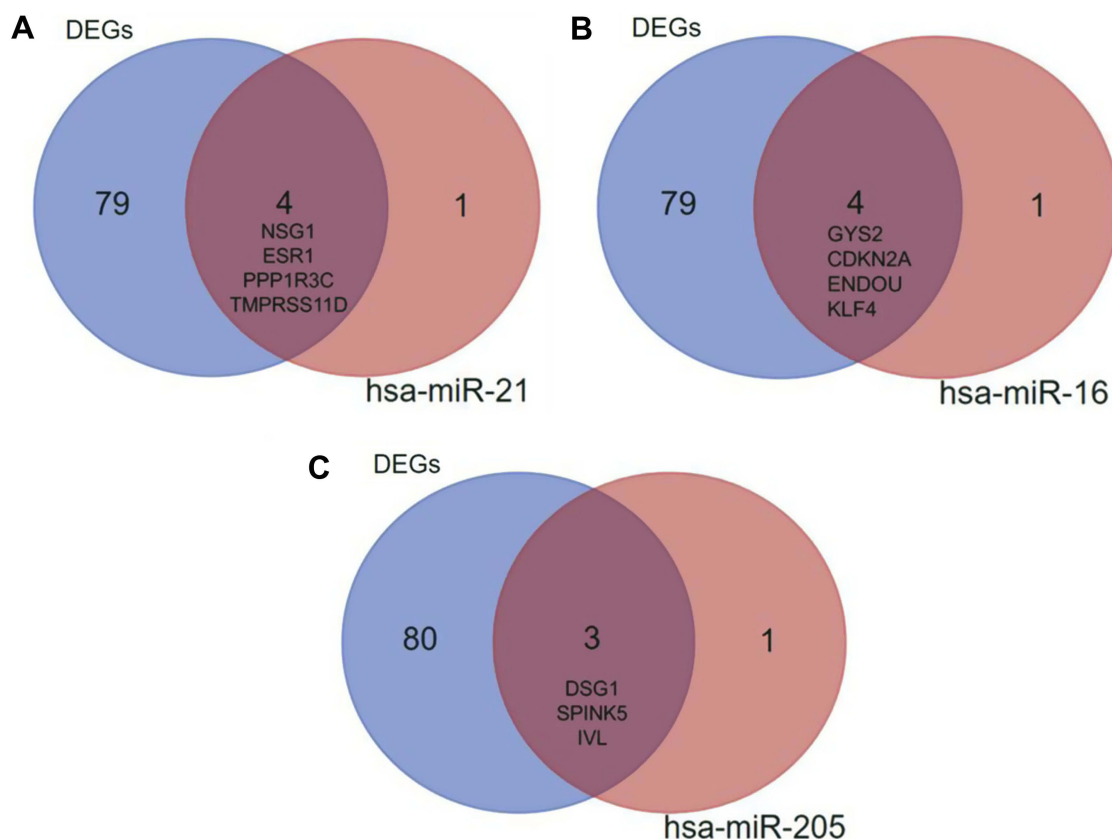 A
DEGs
79
4
1
NSG1
ESR1
PPP1R3C
TMPRSS11D
hsa-miR-21
B
DEGs
79
4
1
GYS2
CDKN2A
ENDOU
KLF4
hsa-miR-16
C
DEGs
80
3
1
DSG1
SPINK5
IVL
hsa-miR-205